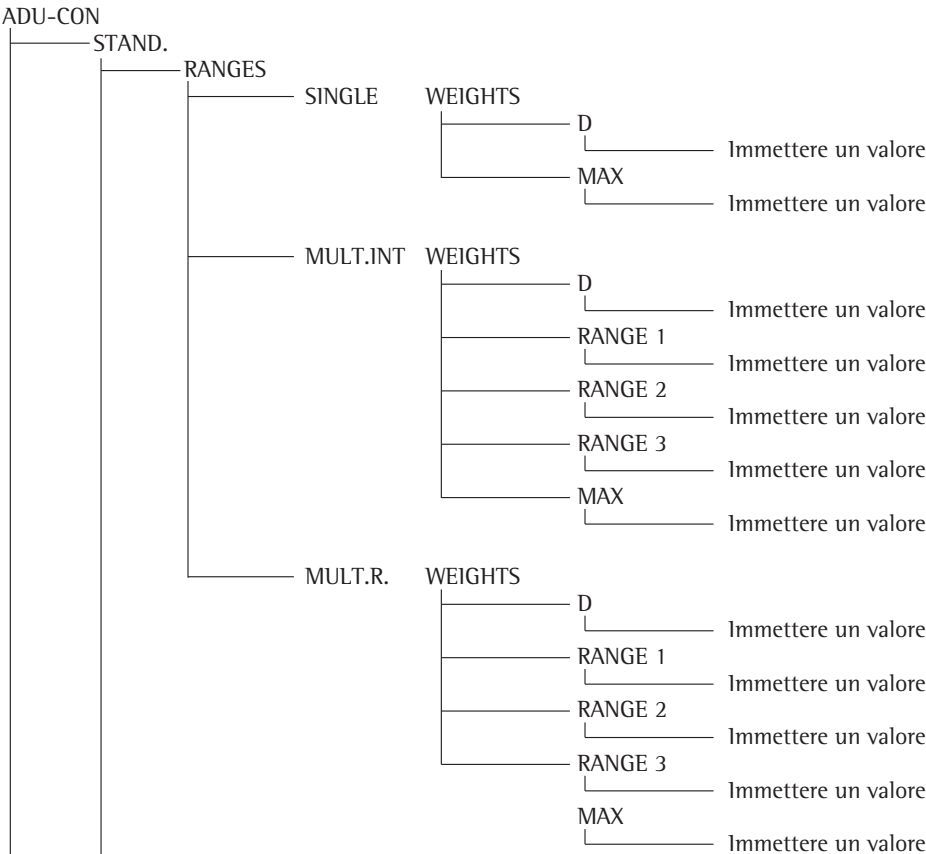 ADU-CON
STAND.
RANGES
SINGLE WEIGHTS
D
Immettere un valore
MAX
Immettere un valore
MULT.INT WEIGHTS
D
Immettere un valore
RANGE 1
Immettere un valore
RANGE 2
Immettere un valore
RANGE 3
Immettere un valore
MAX
Immettere un valore
MULT.R. WEIGHTS
D
Immettere un valore
RANGE 1
Immettere un valore
RANGE 2
Immettere un valore
RANGE 3
Immettere un valore
MAX
Immettere un valore